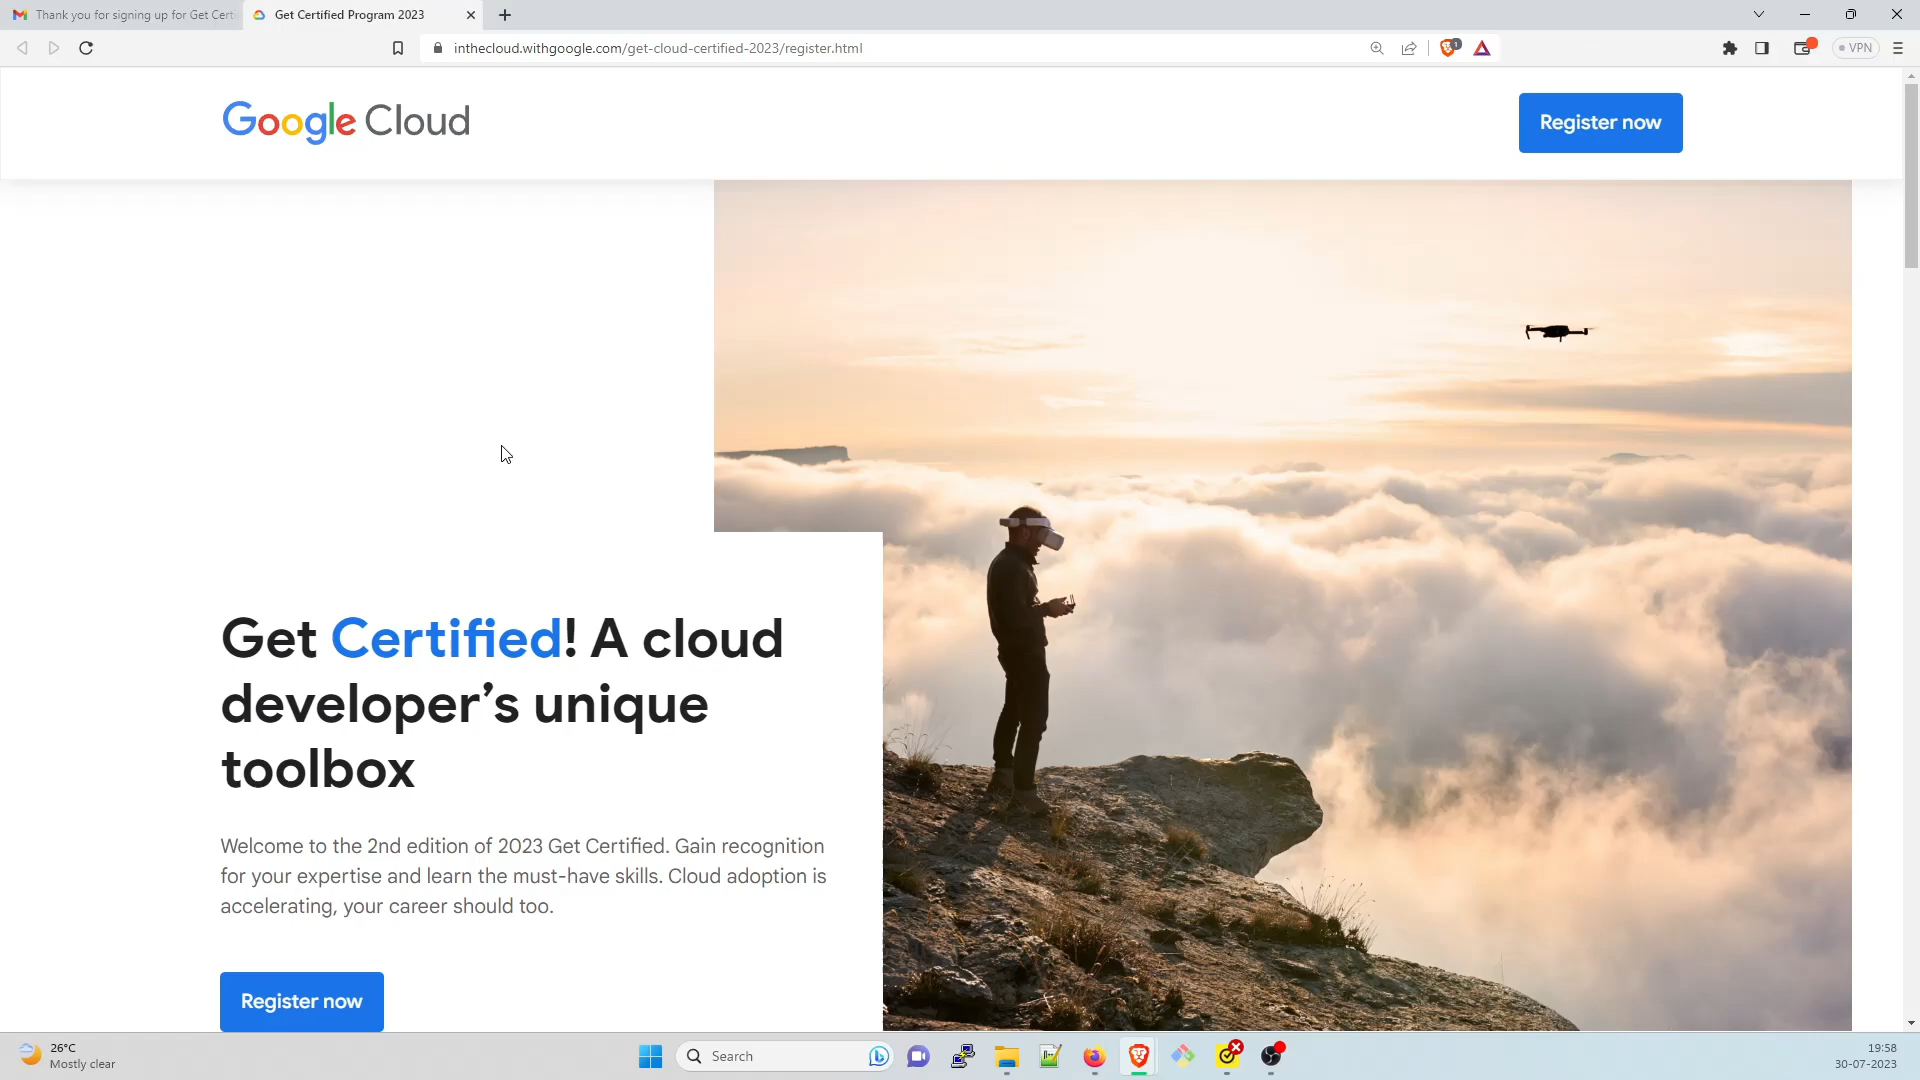 Thank you for signing up for Get Cert
Get Certified Program 2023
inthecloud.withgoogle.com/get-cloud-certified-2023/register.html
1
VPN
Google Cloud
Register now
Get Certified! A cloud
developer’s unique
toolbox
Welcome to the 2nd edition of 2023 Get Certified. Gain recognition
for your expertise and learn the must-have skills. Cloud adoption is
accelerating, your career should too.
Register now
26°C
Mostly clear
Search
19:58
30-07-2023